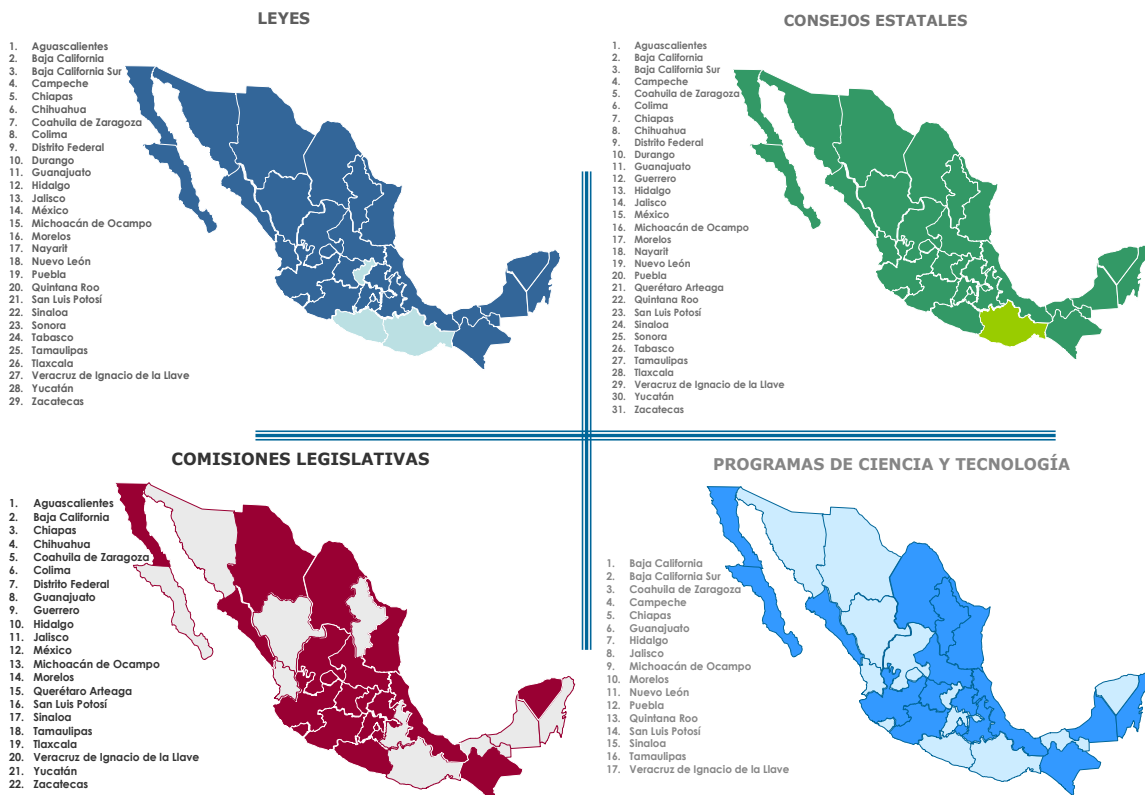 LEYES
1. Aguascalientes
2. Baja California
3. Baja California Sur
4. Campeche
5. Chiapas
6. Chihuahua
7. Coahuila de Zaragoza
8. Colima
9. Distrito Federal
10. Durango
11. Guanajuato
12. Hidalgo
13. Jalisco
14. México
15. Michoacán de Ocampo
16. Morelos
17. Nayarit
18. Nuevo León
19. Puebla
20. Quintana Roo
21. San Luis Potosí
22. Sinaloa
23. Sonora
24. Tabasco
25. Tamaulipas
26. Tlaxcala
27. Veracruz de Ignacio de la Llave
28. Yucatán
29. Zacatecas
CONSEJOS ESTATALES
1. Aguascalientes
2. Baja California
3. Baja California Sur
4. Campeche
5. Coahuila de Zaragoza
6. Colima
7. Chiapas
8. Chihuahua
9. Distrito Federal
10. Durango
11. Guanajuato
12. Guerrero
13. Hidalgo
14. Jalisco
15. México
16. Michoacán de Ocampo
17. Morelos
18. Nayarit
19. Nuevo León
20. Puebla
21. Querétaro Arteaga
22. Quintana Roo
23. San Luis Potosí
24. Sinaloa
25. Sonora
26. Tabasco
27. Tamaulipas
28. Tlaxcala
29. Veracruz de Ignacio de la Llave
30. Yucatán
31. Zacatecas
COMISIONES LEGISLATIVAS
1. Aguascalientes
2. Baja California
3. Chiapas
4. Chihuahua
5. Coahuila de Zaragoza
6. Colima
7. Distrito Federal
8. Guanajuato
9. Guerrero
10. Hidalgo
11. Jalisco
12. México
13. Michoacán de Ocampo
14. Morelos
15. Querétaro Arteaga
16. San Luis Potosí
17. Sinaloa
18. Tamaulipas
19. Tlaxcala
20. Veracruz de Ignacio de la Llave
21. Yucatán
22. Zacatecas
PROGRAMAS DE CIENCIA Y TECNOLOGÍA
1. Baja California
2. Baja California Sur
3. Coahuila de Zaragoza
4. Campeche
5. Chiapas
6. Guanajuato
7. Hidalgo
8. Jalisco
9. Michoacán de Ocampo
10. Morelos
11. Nuevo León
12. Puebla
13. Quintana Roo
14. San Luis Potosí
15. Sinaloa
16. Tamaulipas
17. Veracruz de Ignacio de la Llave